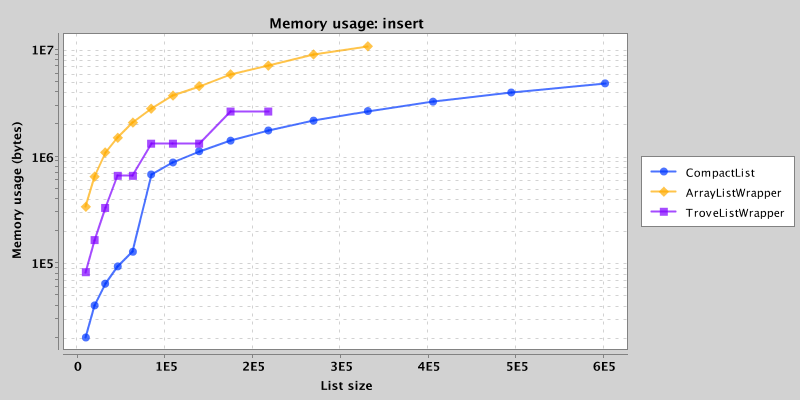 Memory usage: insert
1E7
1E6
1E5
Memory usage (bytes)
0 1E5 2E5 3E5 4E5 5E5 6E5
List size
CompactList
ArrayListWrapper
TroveListWrapper